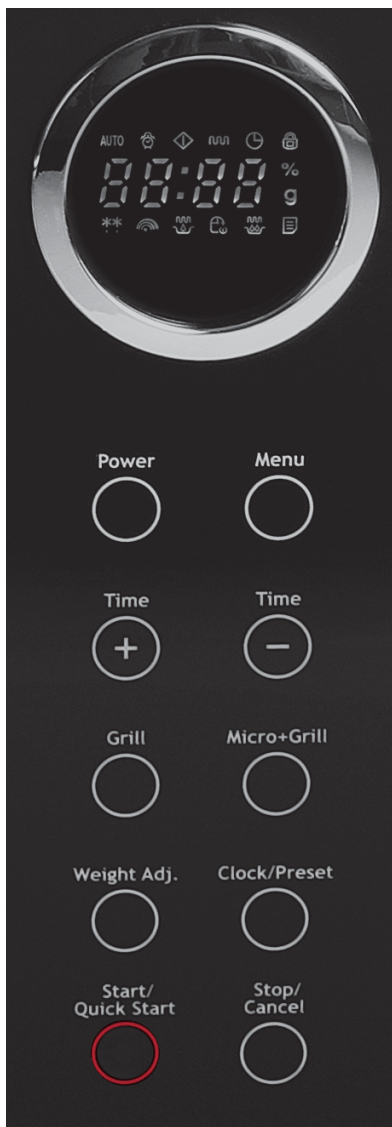 AUTO
88:88 %
g
Power Menu
Time Time
+ −
Grill Micro+Grill
Weight Adj. Clock/Preset
Start/ Stop/
Quick Start Cancel